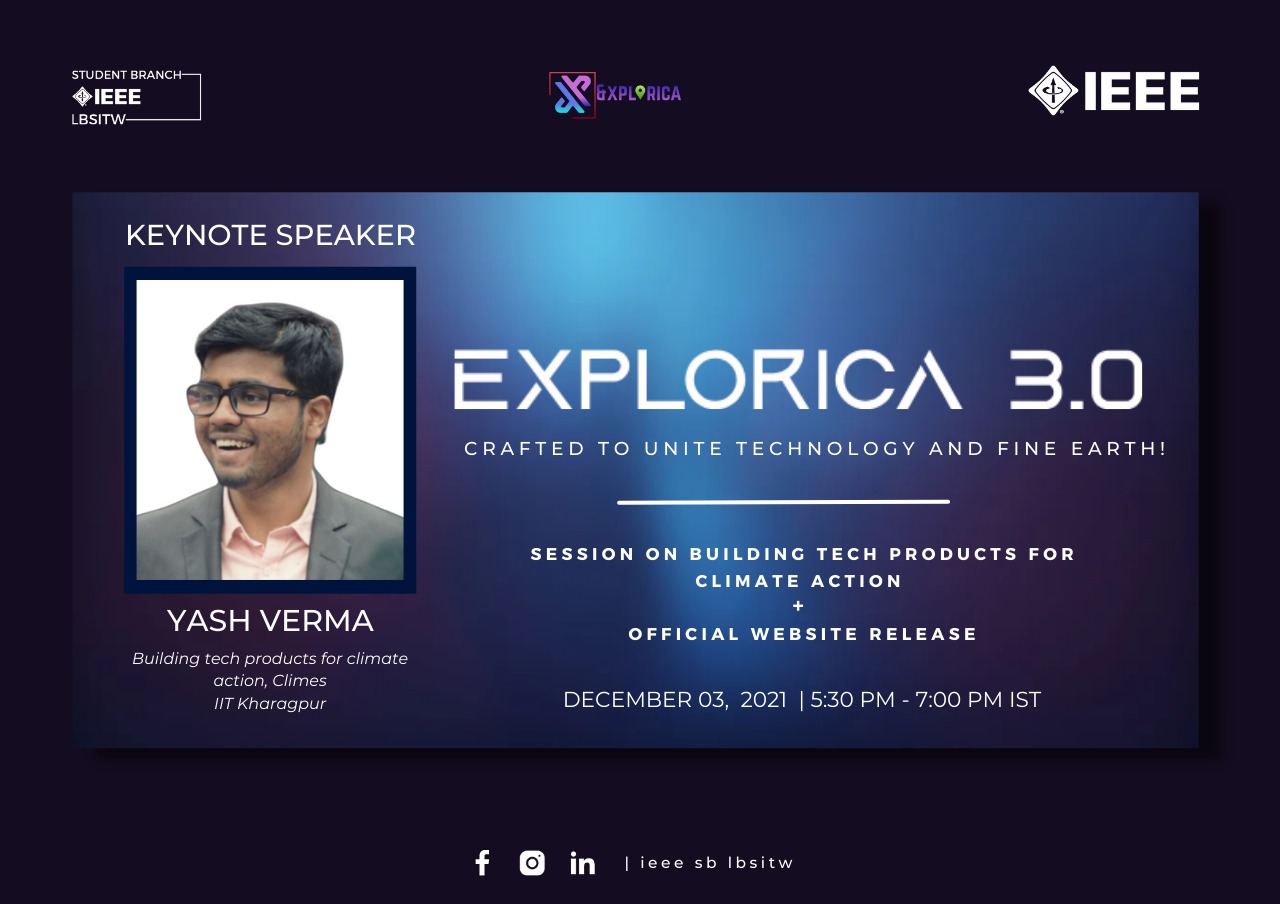 STUDENT BRANCH
IEEE
LBSITW
EXPLORICA
IEEE
KEYNOTE SPEAKER
YASH VERMA
Building tech products for climate
action, Climes
IIT Kharagpur
EXPLORICA 3.0
CRAFTED TO UNITE TECHNOLOGY AND FINE EARTH!
SESSION ON BUILDING TECH PRODUCTS FOR
CLIMATE ACTION
+
OFFICIAL WEBSITE RELEASE
DECEMBER 03, 2021 | 5:30 PM - 7:00 PM IST
| ieee sb lbsitw